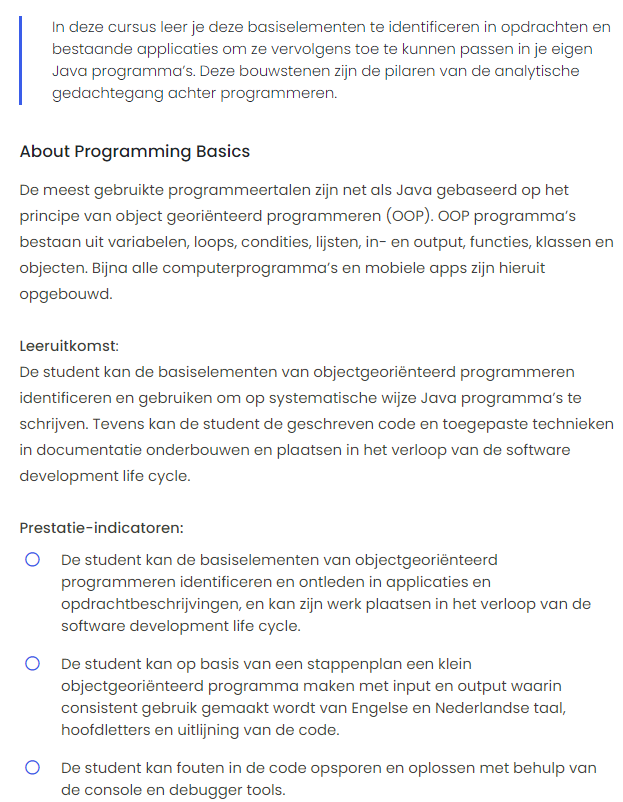 In deze cursus leer je deze basiselementen te identificeren in opdrachten en
bestaande applicaties om ze vervolgens toe te kunnen passen in je eigen
Java programma's. Deze bouwstenen zijn de pilaren van de analytische
gedachtegang achter programmeren.
About Programming Basics
De meest gebruikte programmeertalen zijn net als Java gebaseerd op het
principe van object georiënteerd programmeren (OOP). OOP programma's
bestaan uit variabelen, loops, condities, lijsten, in- en output, functies, klassen en
objecten. Bijna alle computerprogramma's en mobiele apps zijn hieruit
opgebouwd.
Leeruitkomst:
De student kan de basiselementen van objectgeoriënteerd programmeren
identificeren en gebruiken om op systematische wijze Java programma's te
schrijven. Tevens kan de student de geschreven code en toegepaste technieken
in documentatie onderbouwen en plaatsen in het verloop van de software
development life cycle.
Prestatie-indicatoren:
De student kan de basiselementen van objectgeoriënteerd
programmeren identificeren en ontleden in applicaties en
opdrachtbeschrijvingen, en kan zijn werk plaatsen in het verloop van de
software development life cycle.
De student kan op basis van een stappenplan een klein
objectgeoriënteerd programma maken met input en output waarin
consistent gebruik gemaakt wordt van Engelse en Nederlandse taal,
hoofdletters en uitlijning van de code.
De student kan fouten in de code opsporen en oplossen met behulp van
de console en debugger tools.